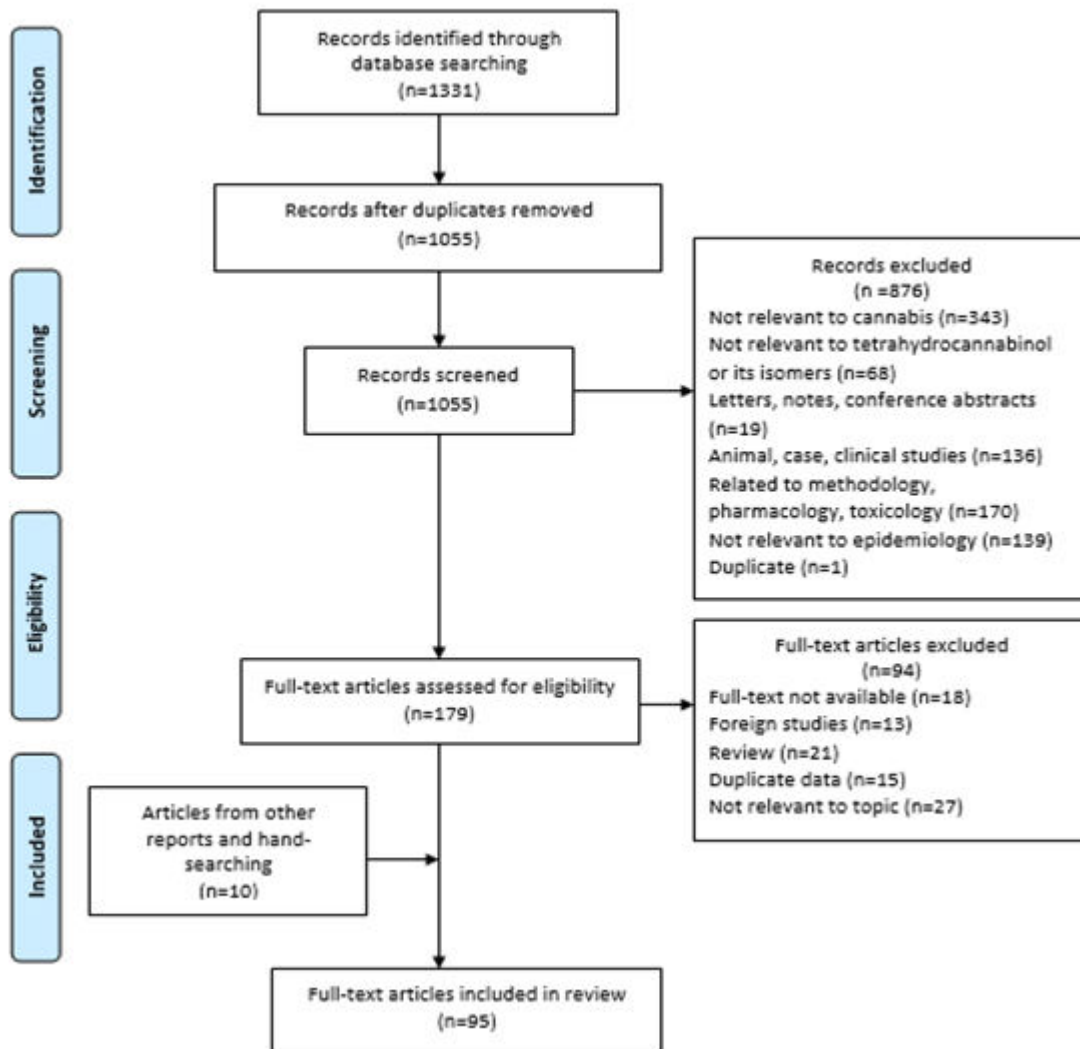 Identification
Records identified through
database searching
(n=1331)
Records after duplicates removed
(n=1055)
Screening
Records screened
(n=1055)
Records excluded
(n =876)
Not relevant to cannabis (n=343)
Not relevant to tetrahydrocannabinol
or its isomers (n=68)
Letters, notes, conference abstracts
(n=19)
Animal, case, clinical studies (n=136)
Related to methodology,
pharmacology, toxicology (n=170)
Not relevant to epidemiology (n=139)
Duplicate (n=1)
Eligibility
Full-text articles assessed for eligibility
(n=179)
Full-text articles excluded
(n=94)
Full-text not available (n=18)
Foreign studies (n=13)
Review (n=21)
Duplicate data (n=15)
Not relevant to topic (n=27)
Included
Articles from other
reports and hand-
searching
(n=10)
Full-text articles included in review
(n=95)